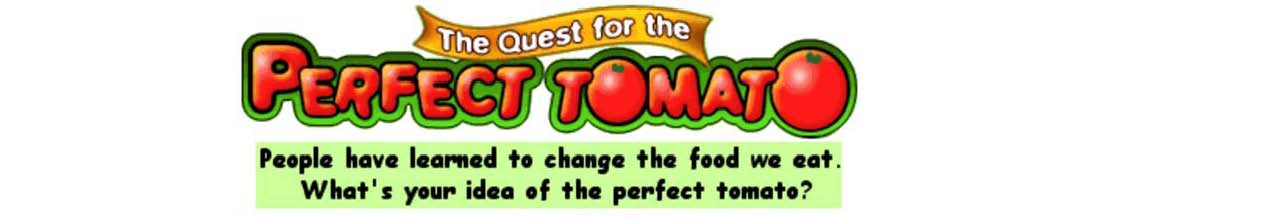 The Quest for the
PERFECT TOMATO
People have learned to change the food we eat.
What's your idea of the perfect tomato?